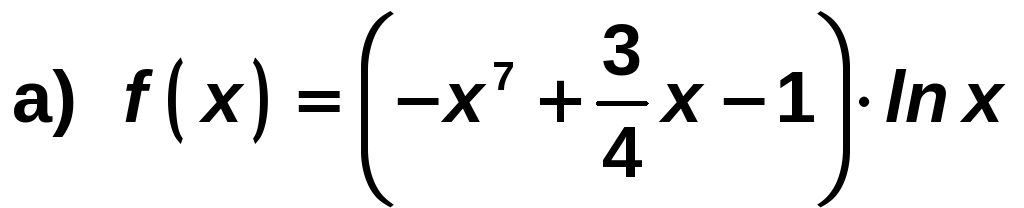 a) f(x) = (−x⁷ + 3/4 x − 1) · ln x